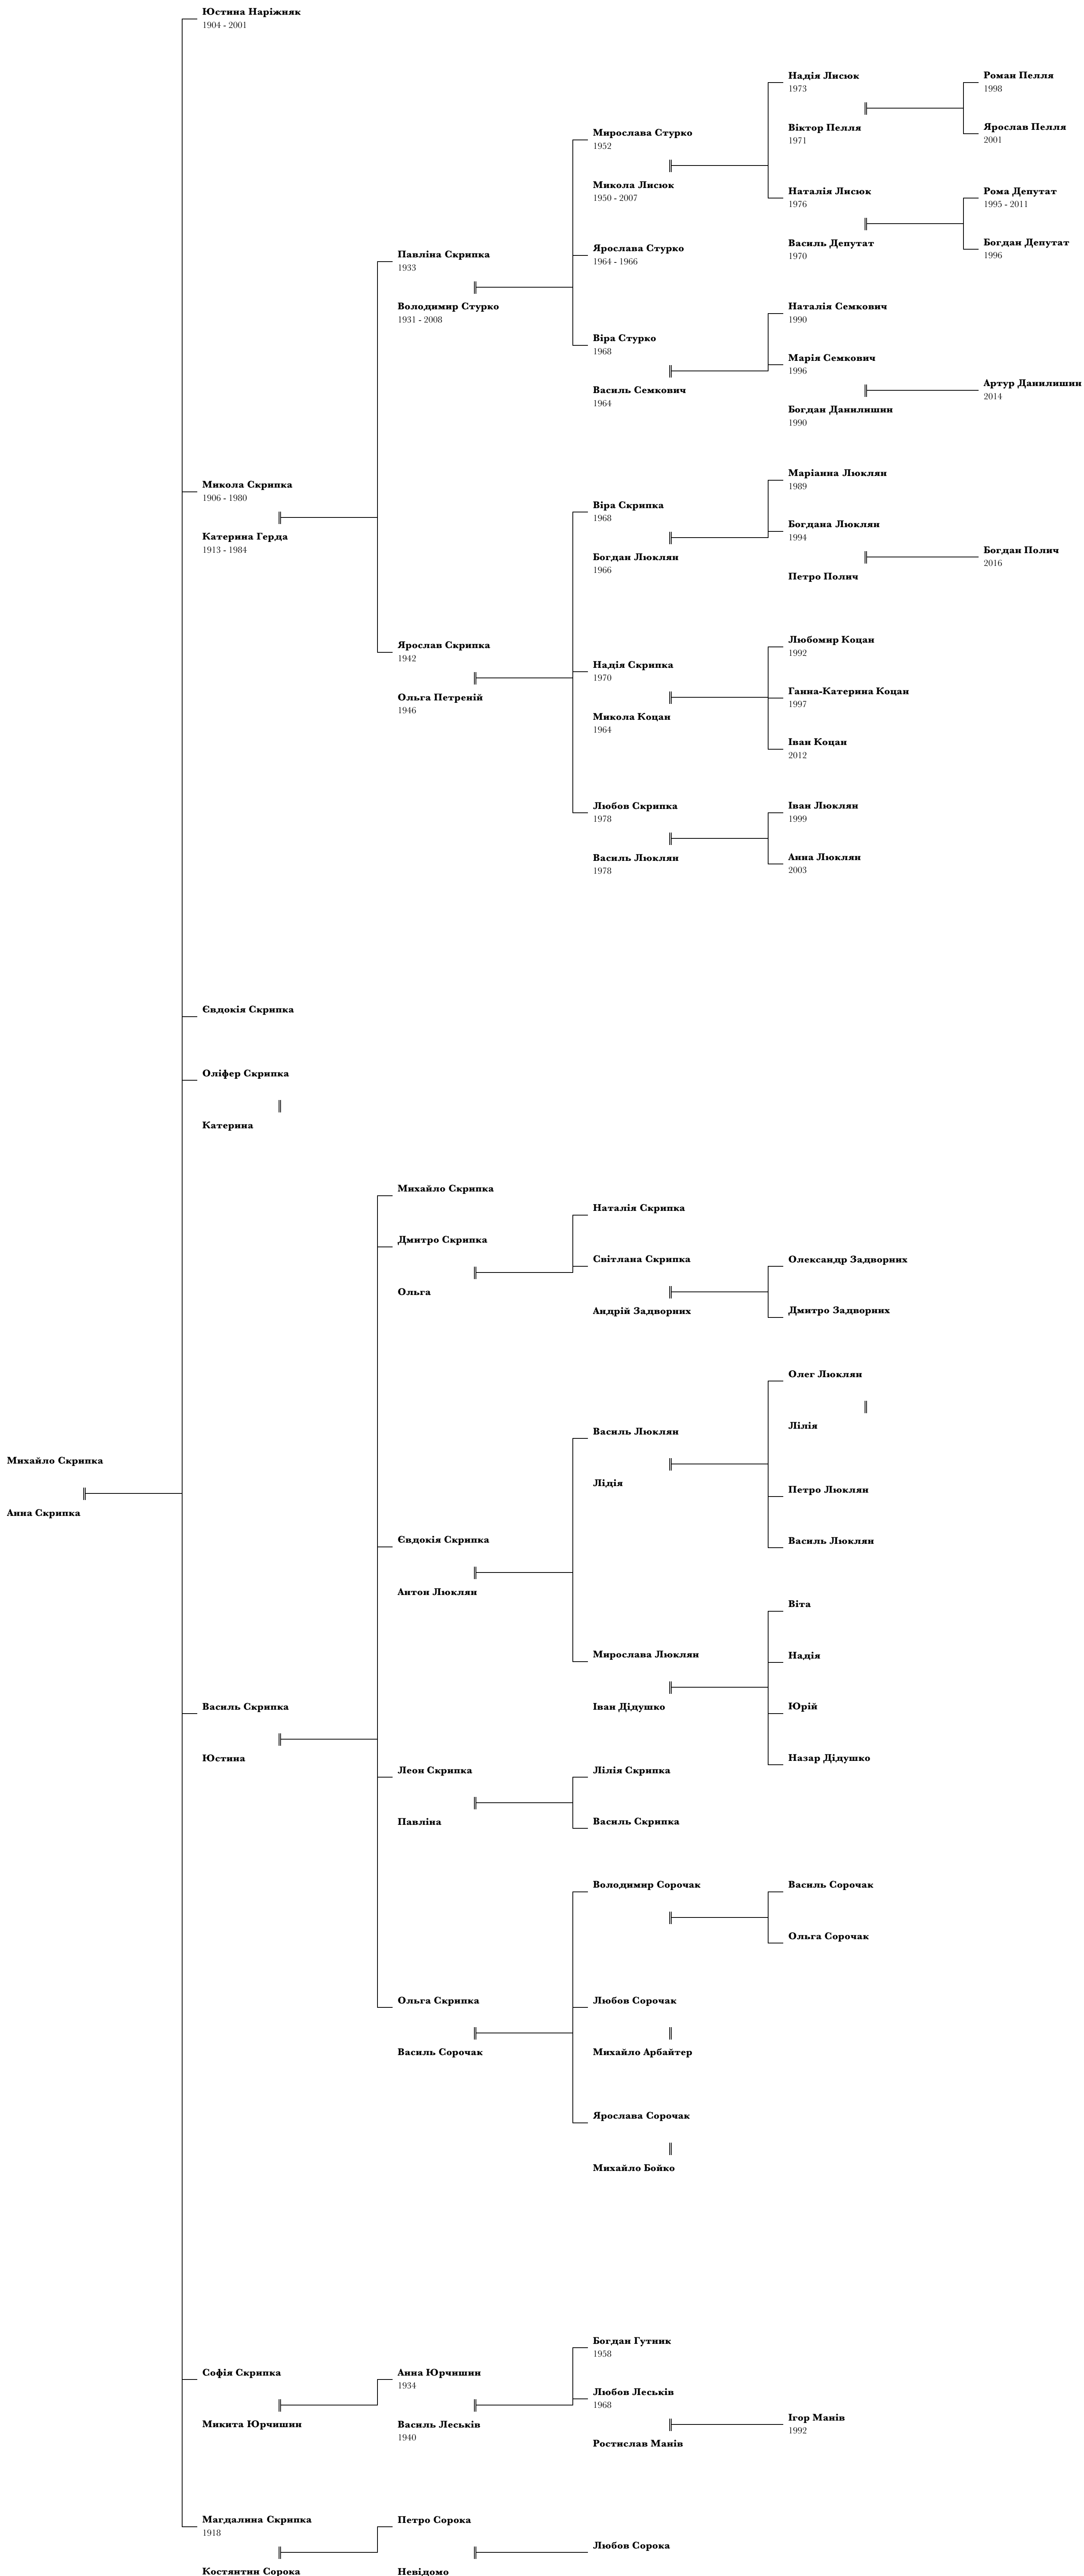 Юстина Наріжняк
1904 - 2001
Надія Лисюк
1973
Роман Пелля
1998
Віктор Пелля
1971
Ярослав Пелля
2001
Мирослава Стурко
1952
Микола Лисюк
1950 - 2007
Наталія Лисюк
1976
Рома Депутат
1995 - 2011
Василь Депутат
1970
Богдан Депутат
1996
Павліна Скрипка
1933
Ярослава Стурко
1964 - 1966
Володимир Стурко
1931 - 2008
Наталія Семкович
1990
Віра Стурко
1968
Марія Семкович
1996
Василь Семкович
1964
Артур Данилишин
2014
Богдан Данилишин
1990
Микола Скрипка
1906 - 1980
Катерина Герда
1913 - 1984
Маріанна Люклян
1989
Віра Скрипка
1968
Богдана Люклян
1994
Богдан Люклян
1966
Богдан Полич
2016
Петро Полич
Ярослав Скрипка
1942
Ольга Петреній
1946
Любомир Коцан
1992
Надія Скрипка
1970
Ганна-Катерина Коцан
1997
Микола Коцан
1964
Іван Коцан
2012
Любов Скрипка
1978
Іван Люклян
1999
Василь Люклян
1978
Анна Люклян
2003
Євдокія Скрипка
Оліфер Скрипка
Катерина
Михайло Скрипка
Наталія Скрипка
Дмитро Скрипка
Світлана Скрипка
Олександр Задворних
Ольга
Андрій Задворних
Дмитро Задворних
Олег Люклян
Лілія
Василь Люклян
Михайло Скрипка
Лідія
Петро Люклян
Анна Скрипка
Євдокія Скрипка
Василь Люклян
Антон Люклян
Віта
Мирослава Люклян
Надія
Василь Скрипка
Іван Дідушко
Юрій
Юстина
Назар Дідушко
Леон Скрипка
Лілія Скрипка
Павліна
Василь Скрипка
Володимир Сорочак
Василь Сорочак
Ольга Сорочак
Ольга Скрипка
Любов Сорочак
Василь Сорочак
Михайло Арбайтер
Ярослава Сорочак
Михайло Бойко
Богдан Гутник
1958
Софія Скрипка
Анна Юрчишин
1934
Любов Леськів
1968
Микита Юрчишин
Василь Леськів
1940
Ігор Манів
1992
Ростислав Манів
Магдалина Скрипка
1918
Петро Сорока
Любов Сорока
Костянтин Сорока
Невідомо